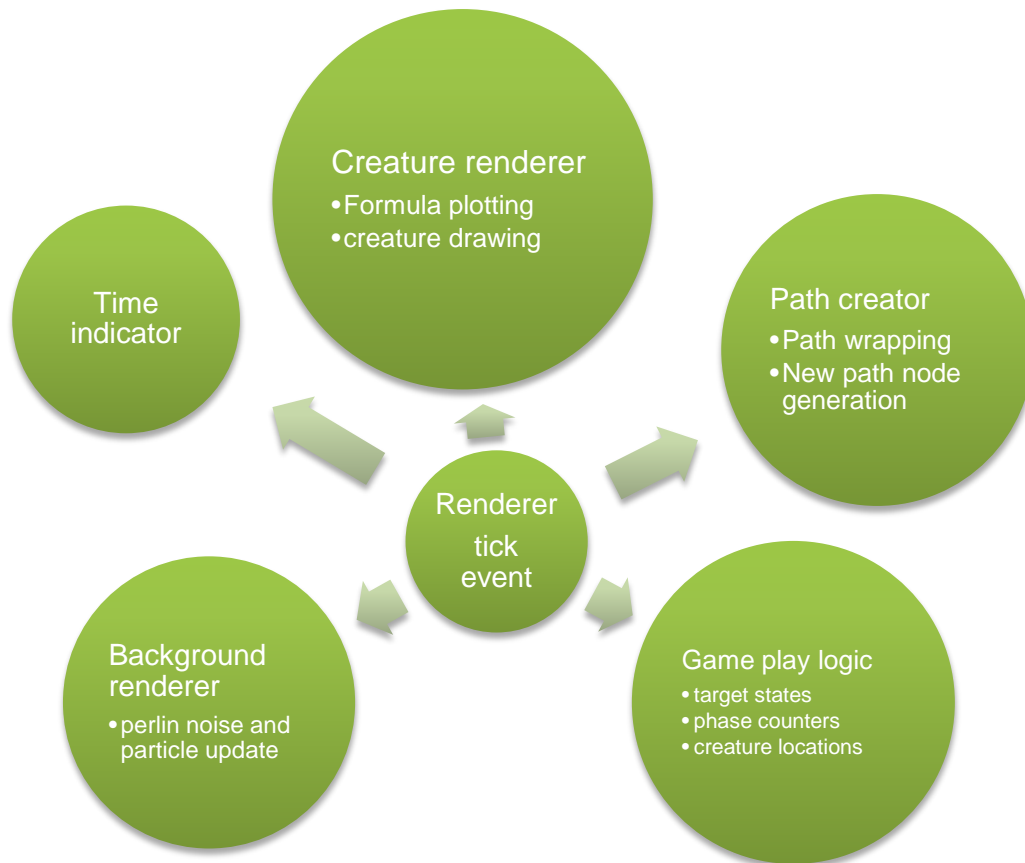 Creature renderer
•Formula plotting
•creature drawing
Time
indicator
Path creator
•Path wrapping
•New path node
generation
Renderer
tick
event
Background
renderer
•perlin noise and
particle update
Game play logic
•target states
•phase counters
•creature locations